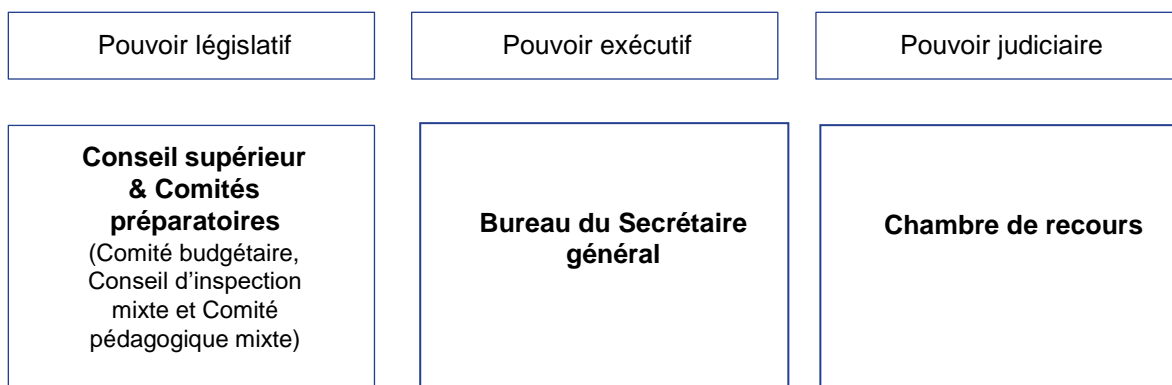 Pouvoir législatif
Pouvoir exécutif
Pouvoir judiciaire
Conseil supérieur
& Comités
préparatoires
(Comité budgétaire,
Conseil d'inspection
mixte et Comité
pédagogique mixte)
Bureau du Secrétaire
général
Chambre de recours